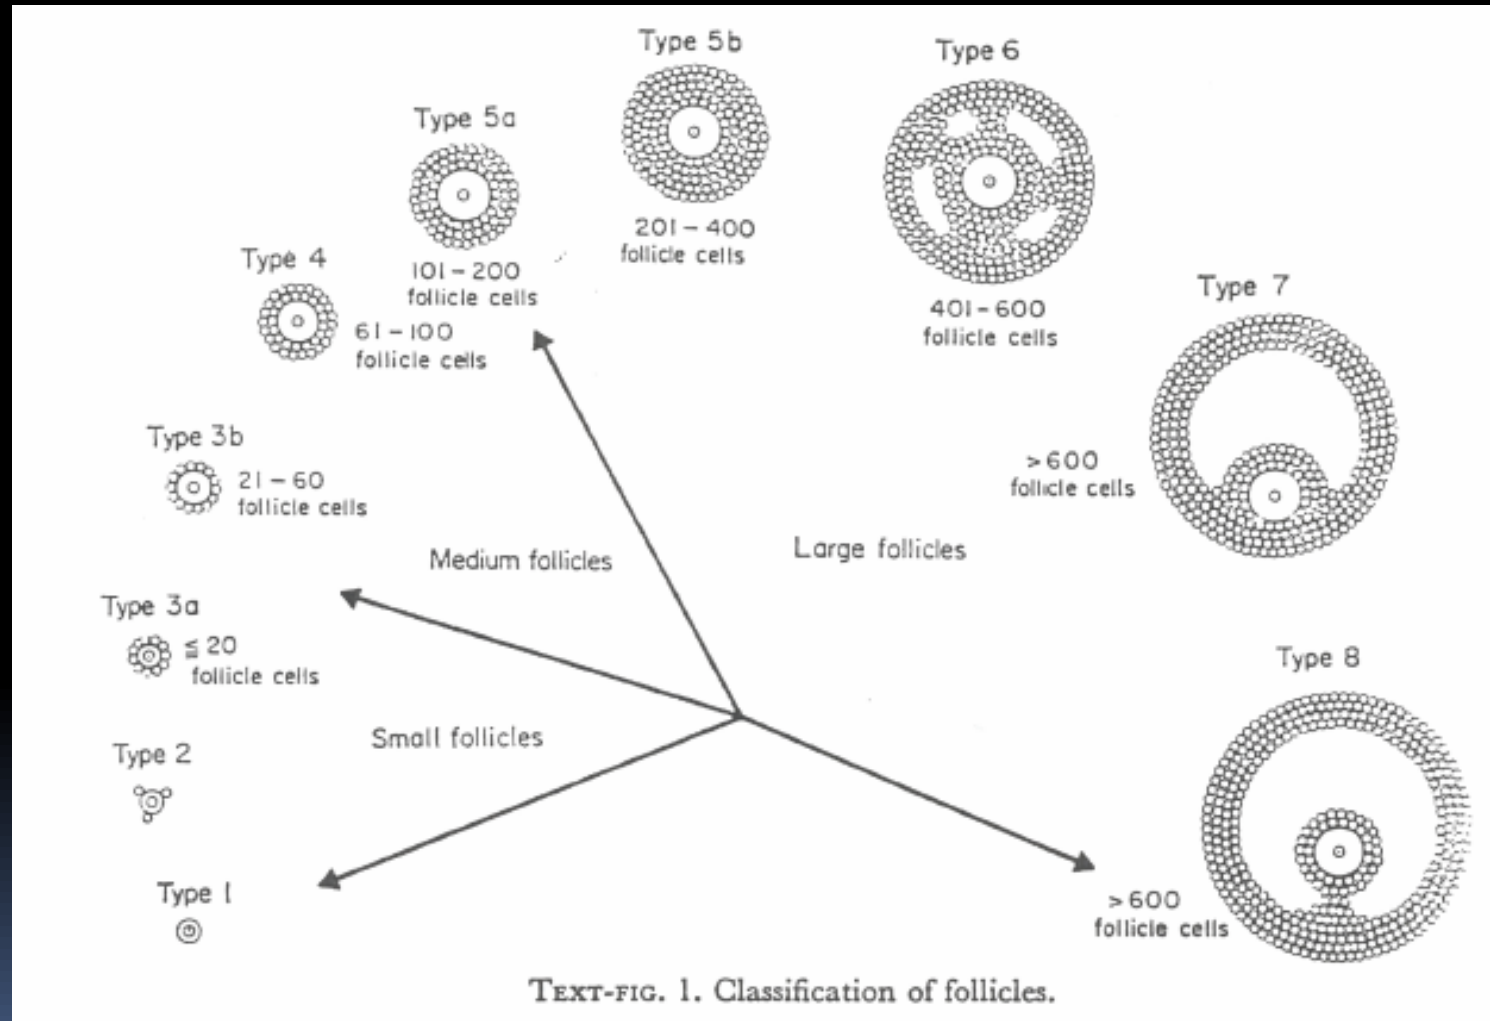 Type 5b
Type 6
Type 5a
201 – 400
follicle cells
Type 4
101 – 200
follicle cells
Type 7
401 – 600
follicle cells
61 – 100
follicle cells
Type 3b
>600
follicle cells
21 – 60
follicle cells
Large follicles
Medium follicles
Type 3a
≦ 20
follicle cells
Type 8
Small follicles
Type 2
Type 1
>600
follicle cells
TEXT-FIG. 1. Classification of follicles.